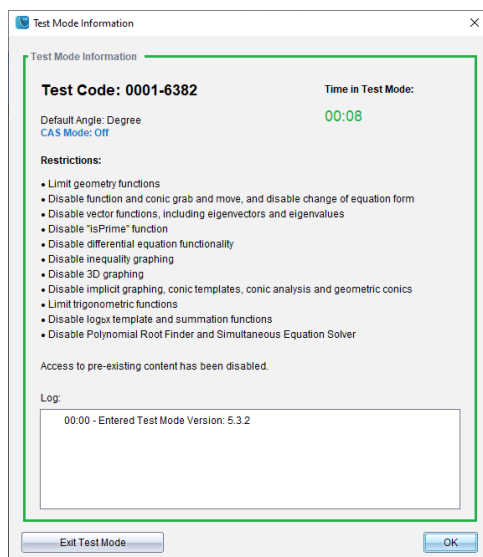 Test Mode Information
Test Mode Information
Test Code: 0001-6382
Time in Test Mode:
00:08
Default Angle: Degree
CAS Mode: Off
Restrictions:
• Limit geometry functions
• Disable function and conic grab and move, and disable change of equation form
• Disable vector functions, including eigenvectors and eigenvalues
• Disable "isPrime" function
• Disable differential equation functionality
• Disable inequality graphing
• Disable 3D graphing
• Disable implicit graphing, conic templates, conic analysis and geometric conics
• Limit trigonometric functions
• Disable logbx template and summation functions
• Disable Polynomial Root Finder and Simultaneous Equation Solver
Access to pre-existing content has been disabled.
Log:
00:00 - Entered Test Mode Version: 5.3.2
Exit Test Mode
OK